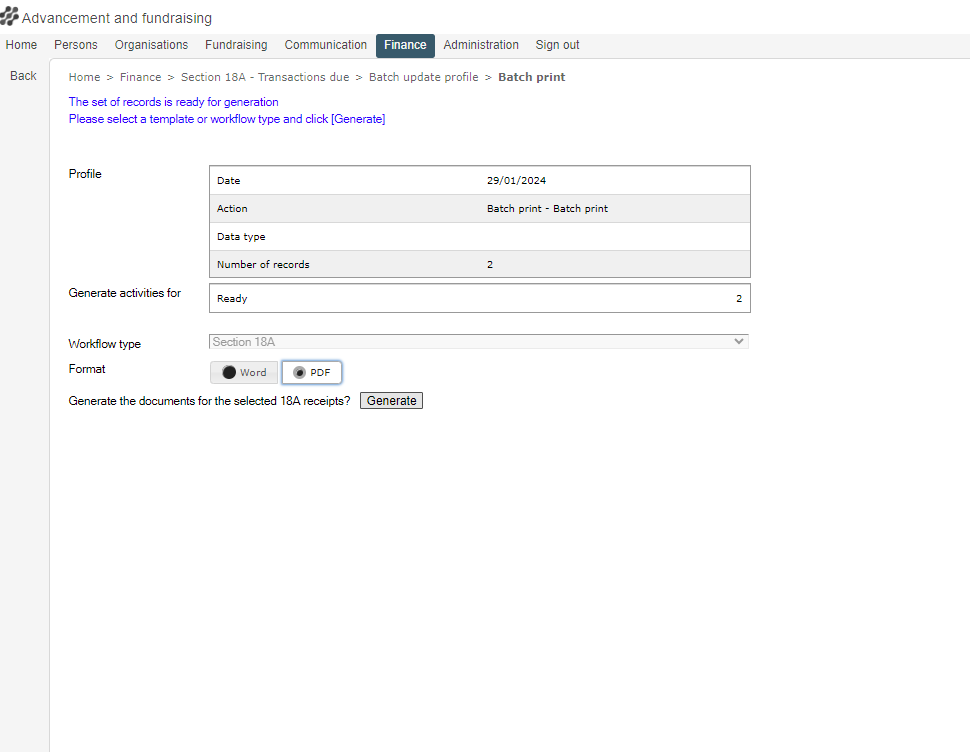 Advancement and fundraising
Home Persons Organisations Fundraising Communication Finance Administration Sign out
Back
Home > Finance > Section 18A - Transactions due > Batch update profile > Batch print
The set of records is ready for generation
Please select a template or workflow type and click [Generate]
Profile
Date 29/01/2024
Action Batch print - Batch print
Data type
Number of records 2
Generate activities for Ready 2
Workflow type Section 18A
Format Word PDF
Generate the documents for the selected 18A receipts? Generate